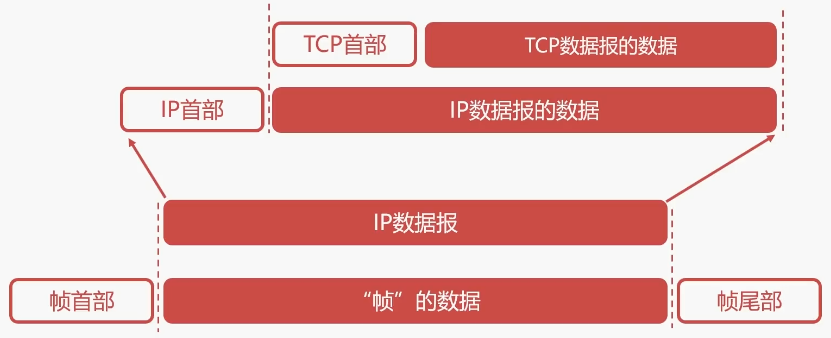 TCP首部
TCP数据报的数据
IP首部
IP数据报的数据
IP数据报
帧首部
“帧”的数据
帧尾部